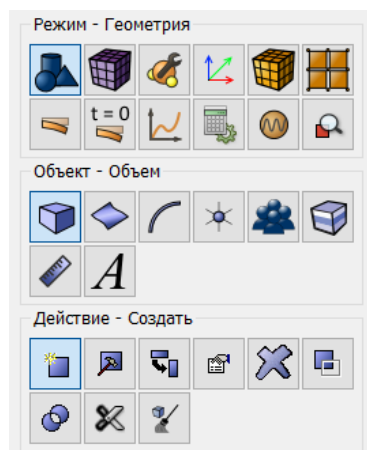 Режим - Геометрия
t = 0
Объект - Объем
A
Действие - Создать